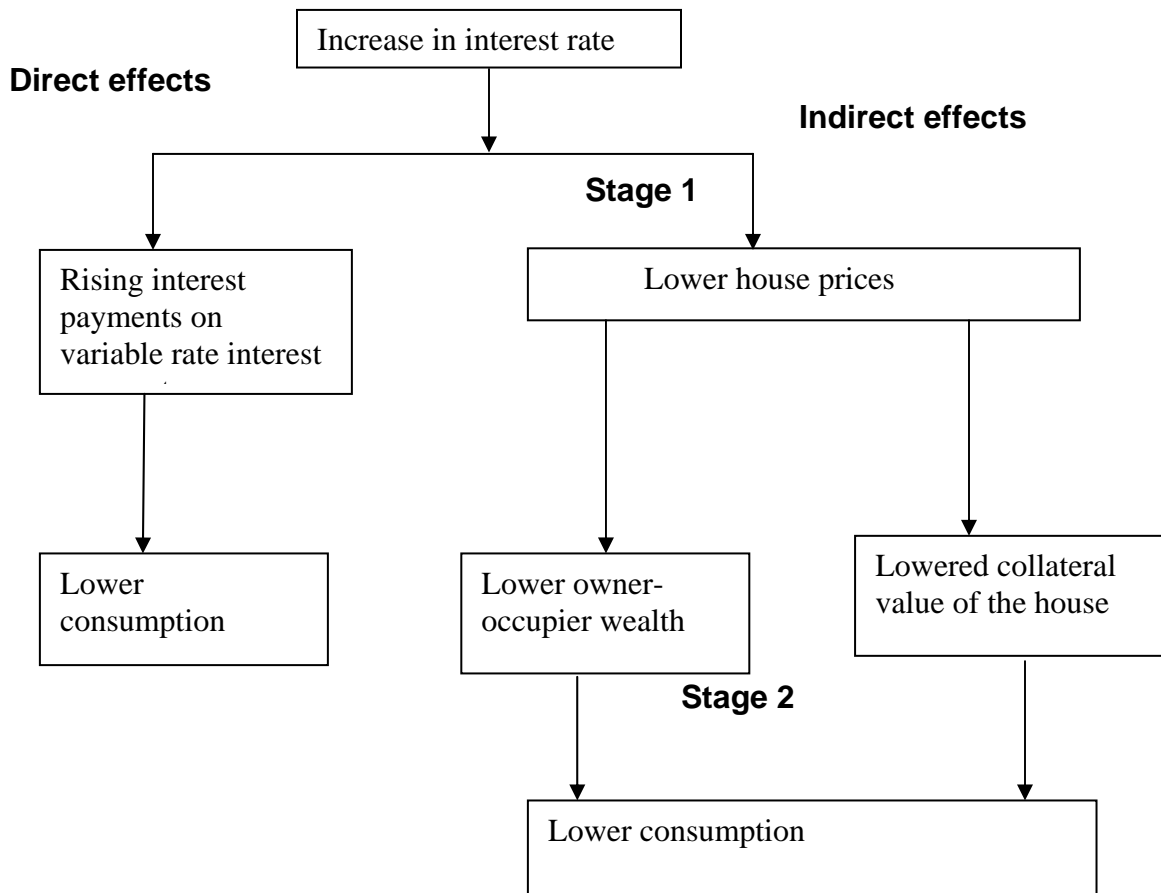 Increase in interest rate
Direct effects
Indirect effects
Stage 1
Rising interest
payments on
variable rate interest
Lower house prices
Lower
consumption
Lower owner-
occupier wealth
Lowered collateral
value of the house
Stage 2
Lower consumption